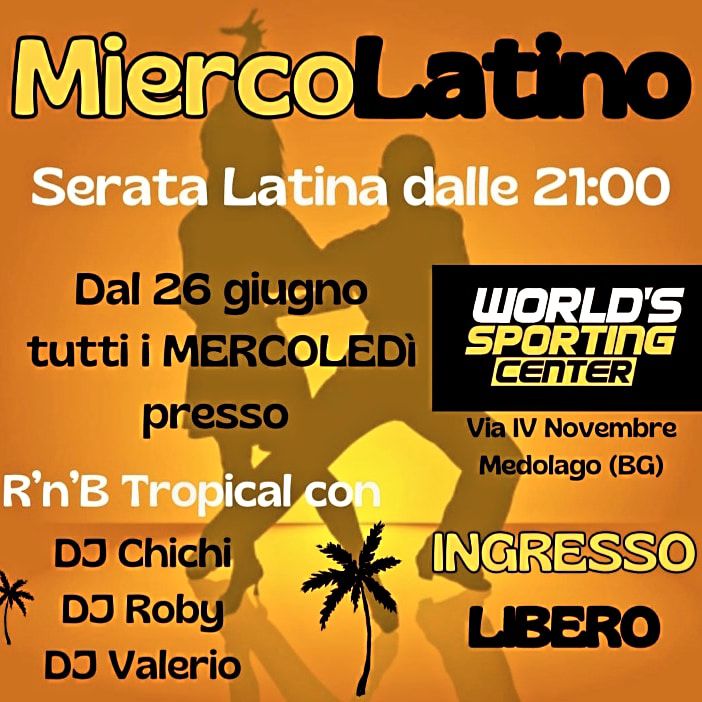 MiercoLatino
Serata Latina dalle 21:00
Dal 26 giugno
tutti i MERCOLEDì
presso
WORLD'S
SPORTING
CENTER
Via IV Novembre
Medolago (BG)
R'n'B Tropical con
DJ Chichi
DJ Roby
DJ Valerio
INGRESSO
LIBERO